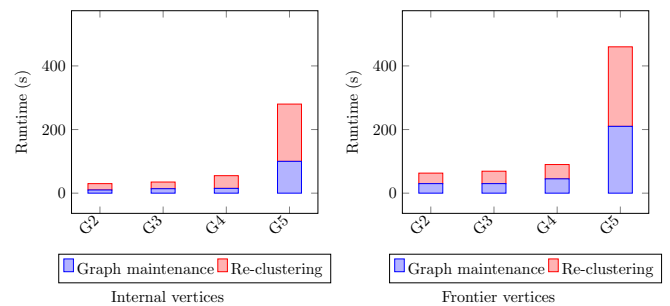 Runtime (s)
400
200
0
G2
G3
G4
G5
Graph maintenance
Re-clustering
Internal vertices
Runtime (s)
400
200
0
G2
G3
G4
G5
Graph maintenance
Re-clustering
Frontier vertices